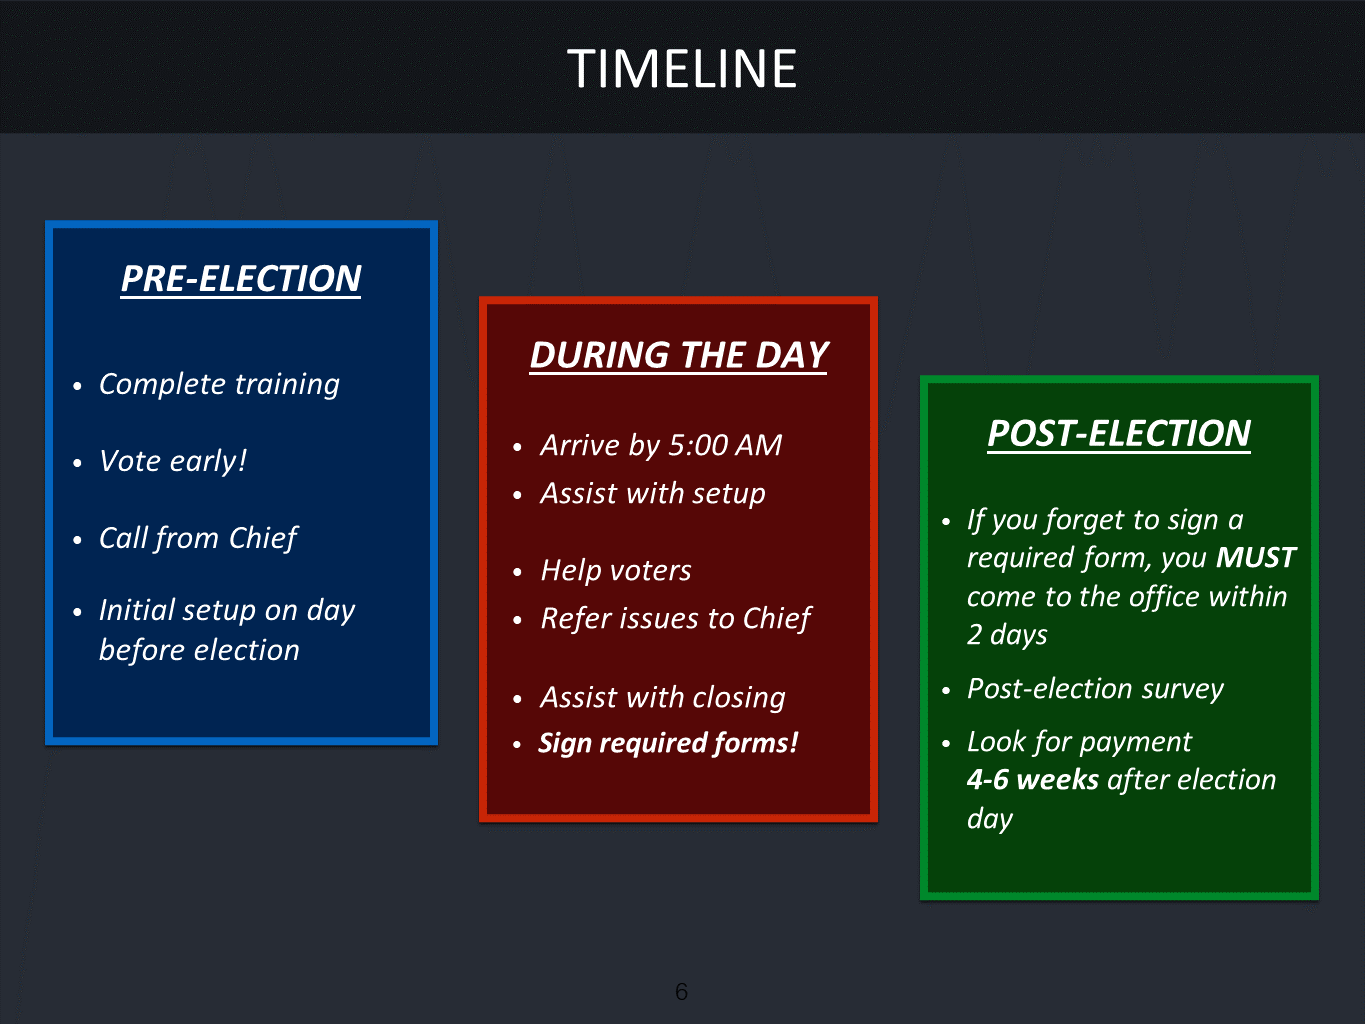 TIMELINE
PRE-ELECTION
• Complete training
• Vote early!
• Call from Chief
• Initial setup on day
before election
DURING THE DAY
• Arrive by 5:00 AM
• Assist with setup
• Help voters
• Refer issues to Chief
• Assist with closing
• Sign required forms!
POST-ELECTION
• If you forget to sign a
required form, you MUST
come to the office within
2 days
• Post-election survey
• Look for payment
4-6 weeks after election
day
6